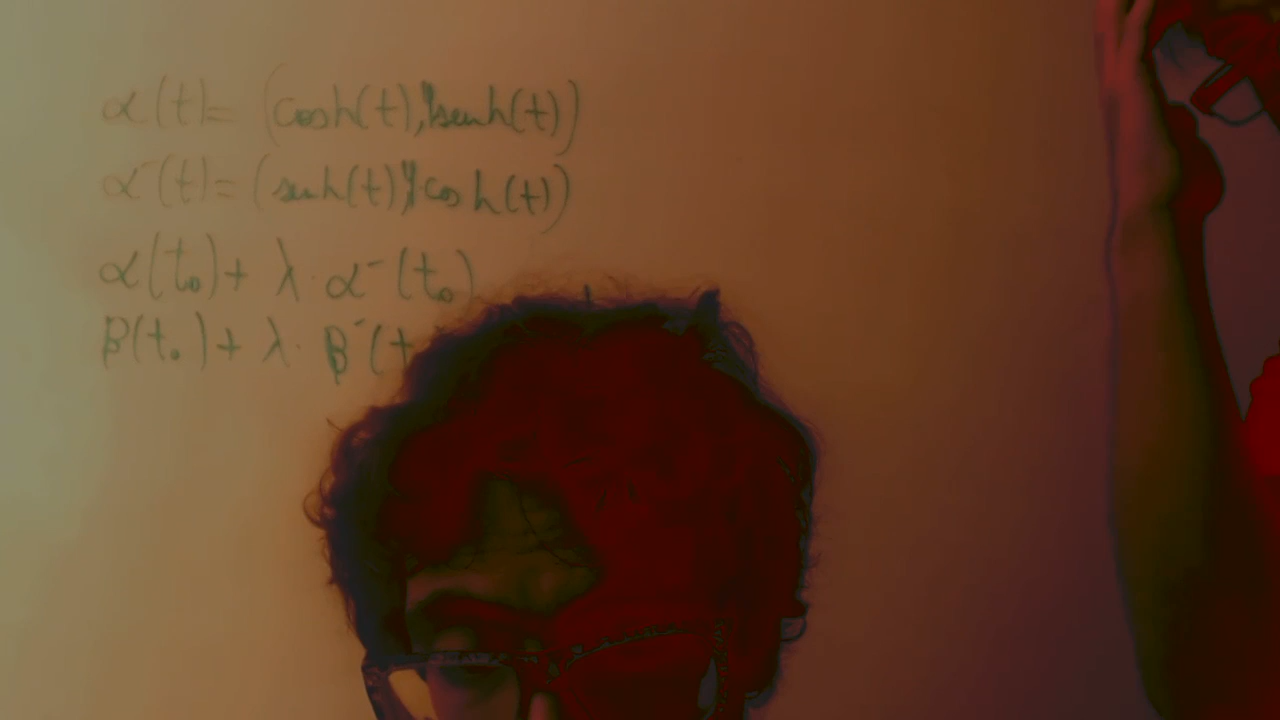 α(t)= (cosh(t), senh(t))
α´(t)= (senh(t), cosh(t))
α(t₀)+ λ·α´(t₀)
β(t₀)+ λ·β´(t